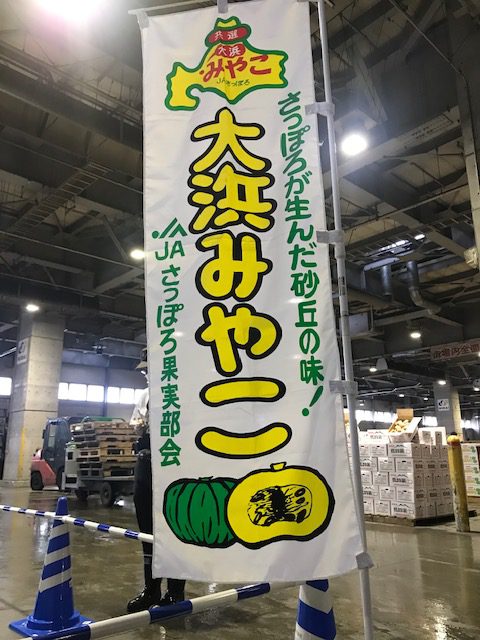 共選
大浜
みやこ
JAさっぽろ
さっぽろが生んだ砂丘の味!
大浜みやこ
JAさっぽろ果実部会